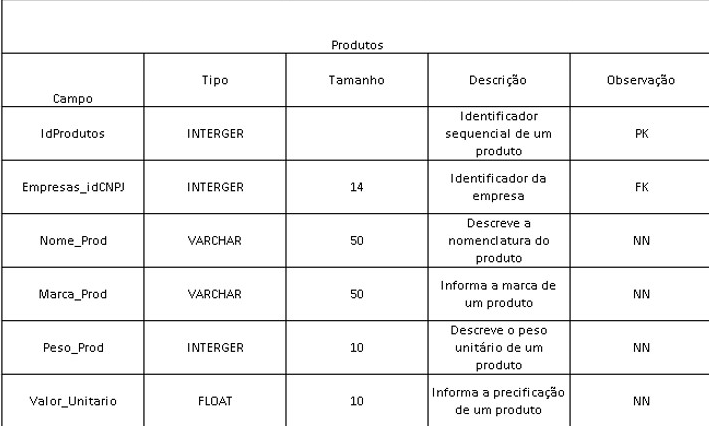 Produtos
Campo Tipo Tamanho Descrição Observação
IdProdutos INTERGER Identificador
sequencial de um
produto PK
Empresas_idCNPJ INTERGER 14 Identificador da
empresa FK
Nome_Prod VARCHAR 50 Descreve a
nomenclatura do
produto NN
Marca_Prod VARCHAR 50 Informa a marca de
um produto NN
Peso_Prod INTERGER 10 Descreve o peso
unitário de um
produto NN
Valor_Unitario FLOAT 10 Informa a precificação
de um produto NN